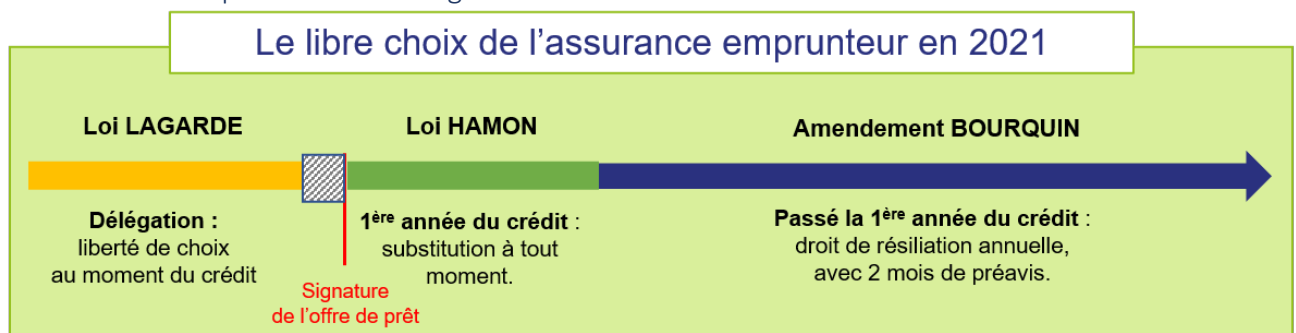 Le libre choix de l'assurance emprunteur en 2021
Loi LAGARDE
Loi HAMON
Amendement BOURQUIN
Délégation :
liberté de choix
au moment du crédit
Signature
de l'offre de prêt
1ère année du crédit :
substitution à tout
moment.
Passé la 1ère année du crédit :
droit de résiliation annuelle,
avec 2 mois de préavis.